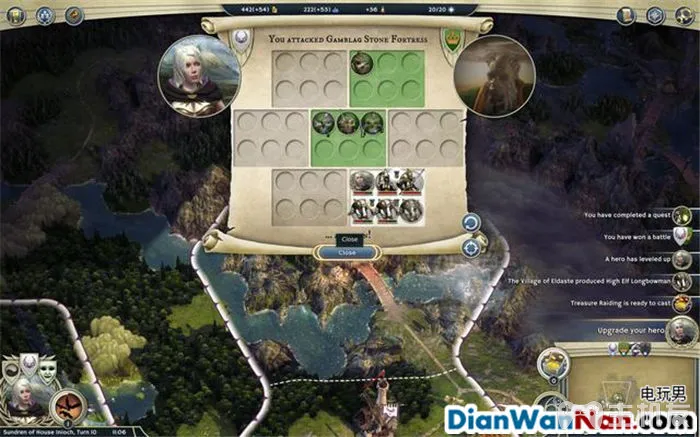 442(+54)
222(+53)
+36
20/20
You attacked Gamblag Stone Fortress
Close
Close
You have completed a quest
You have won a battle
A hero has leveled up
The Village of Eldaste produced High Elf Longbowman
Treasure Raiding is ready to cast
Upgrade your hero
电玩男
DianWanNan.com
Sundren of House Inioch, Turn 10
11:06